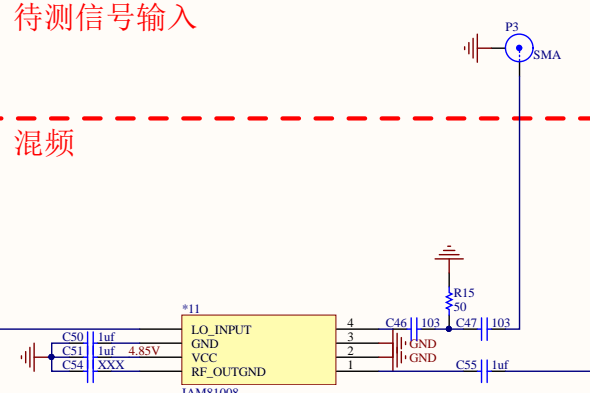 待测信号输入
P3
SMA
混频
R15
50
*11
LO_INPUT
GND
VCC
RF_OUTGND
4
3
2
1
C46
103
C47
103
GND
GND
C50
1uf
C51
1uf
4.85V
C54
XXX
C55
1uf